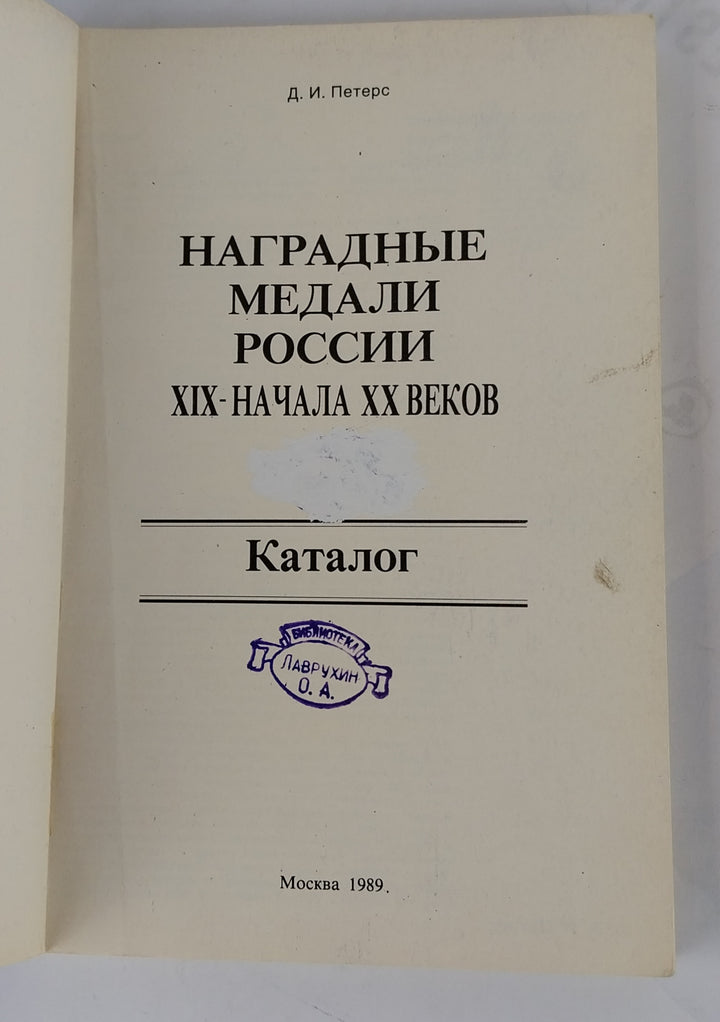 Д. И. Петерс
НАГРАДНЫЕ
МЕДАЛИ
РОССИИ
XIX-НАЧАЛА XX ВЕКОВ
Каталог
БИБЛИОТЕКА
ЛАВРУХИН
О. А.
Москва 1989.